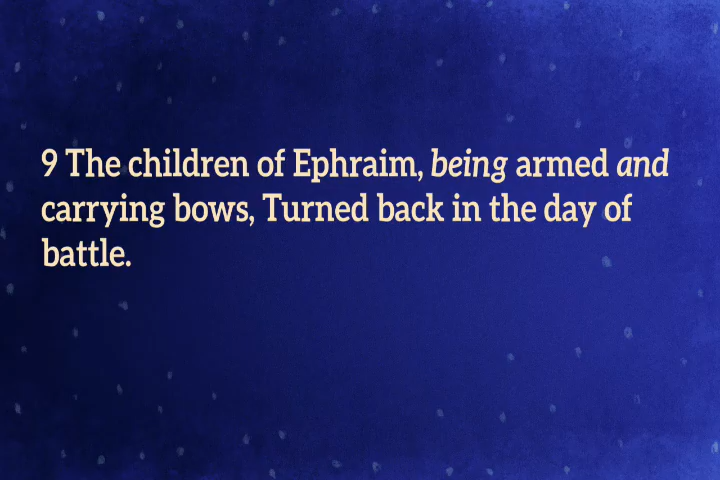 9 The children of Ephraim, being armed and
carrying bows, Turned back in the day of
battle.